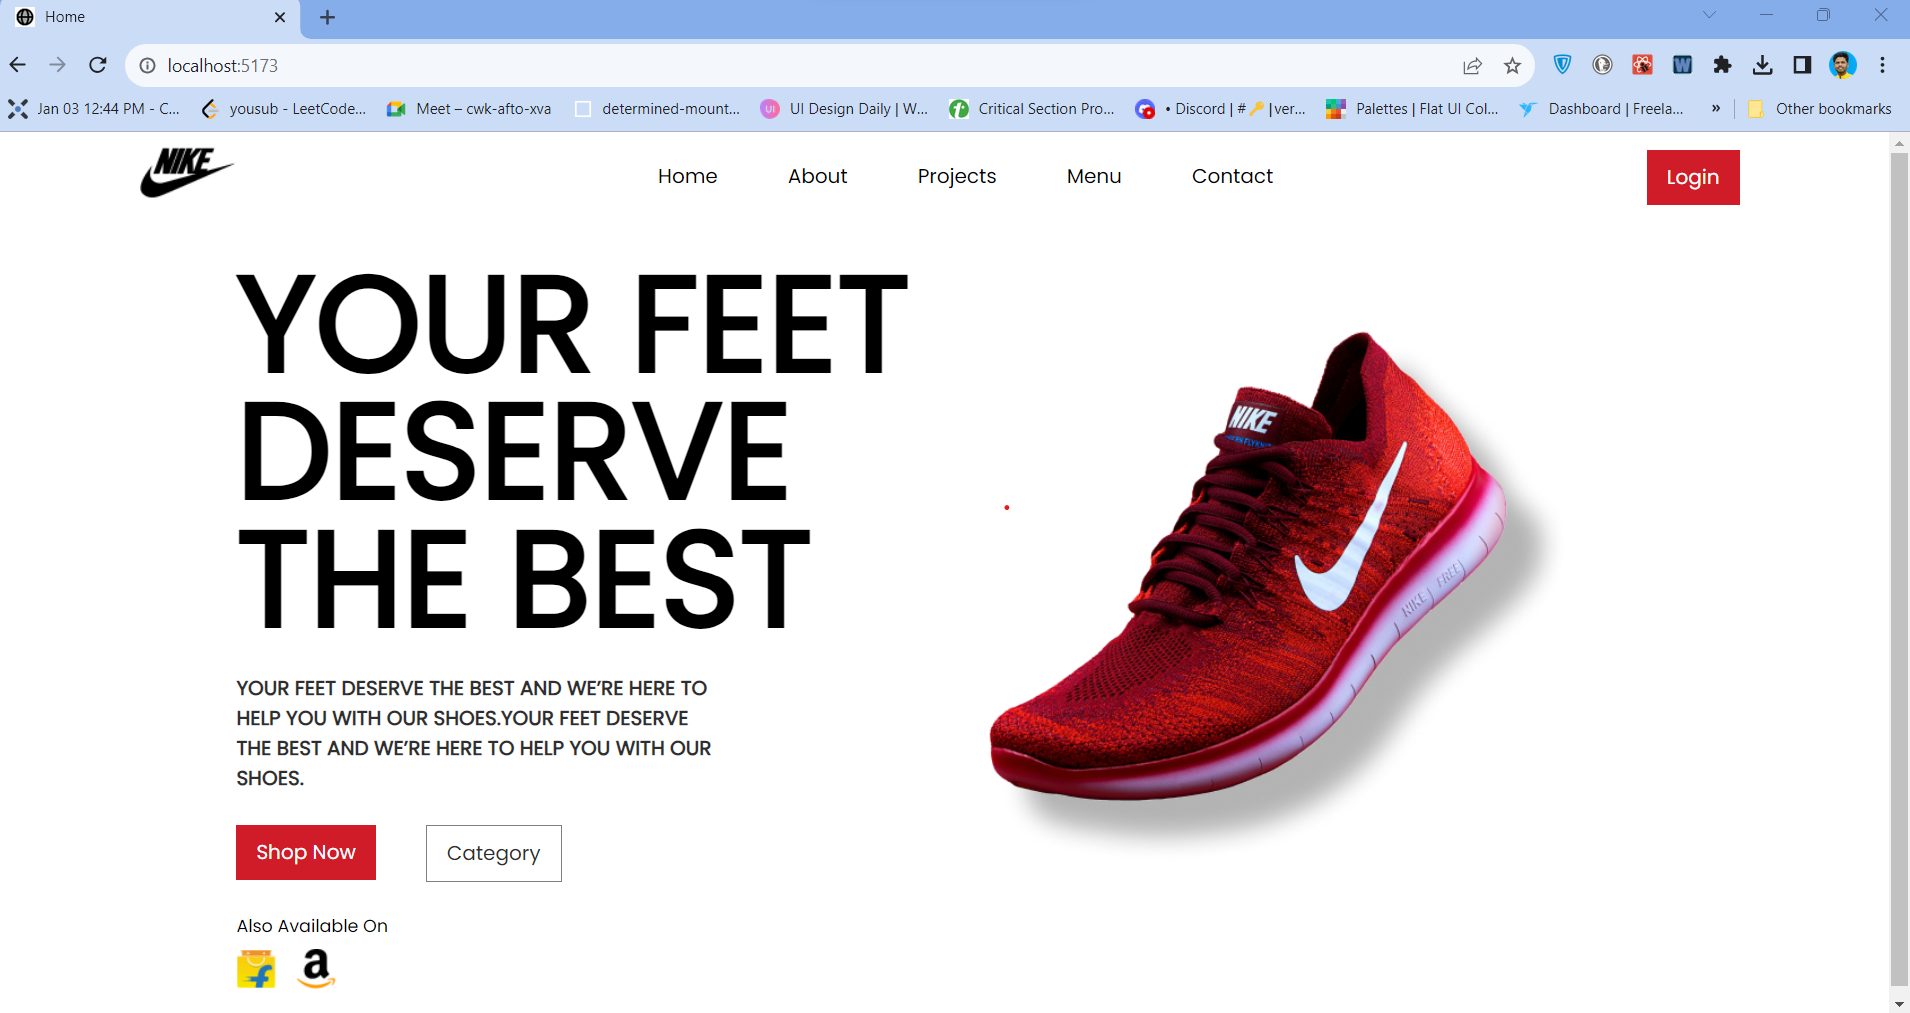 Home
localhost:5173
Jan 03 12:44 PM - C...
yousub - LeetCode...
Meet – cwk-afto-xva
determined-mount...
UI Design Daily | W...
Critical Section Pro...
• Discord | #🔑 |ver...
Palettes | Flat UI Col...
Dashboard | Freela...
»
Other bookmarks
NIKE
Home
About
Projects
Menu
Contact
Login
YOUR FEET
DESERVE
THE BEST
NIKE
NIKE FREE
YOUR FEET DESERVE THE BEST AND WE’RE HERE TO
HELP YOU WITH OUR SHOES.YOUR FEET DESERVE
THE BEST AND WE’RE HERE TO HELP YOU WITH OUR
SHOES.
Shop Now
Category
Also Available On